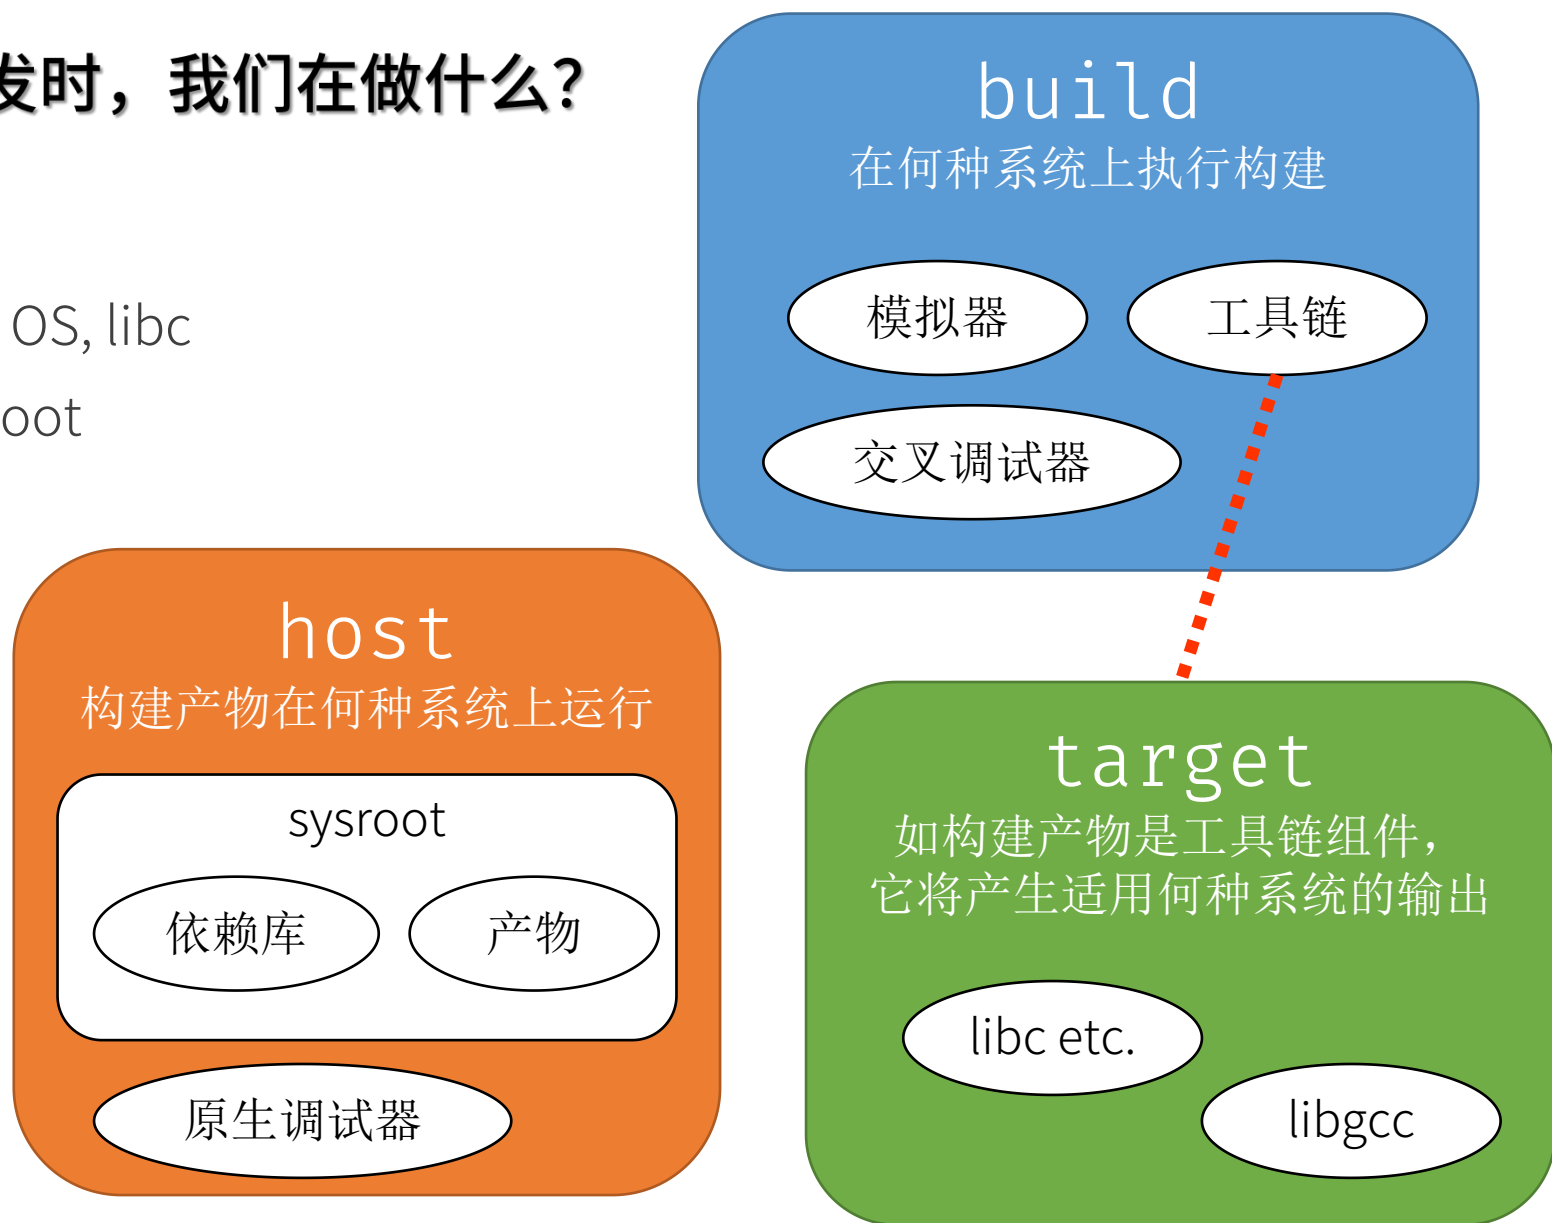 发时，我们在做什么？
OS, libc
oot
build
在何种系统上执行构建
模拟器
工具链
交叉调试器
host
构建产物在何种系统上运行
sysroot
依赖库
产物
原生调试器
target
如构建产物是工具链组件，
它将产生适用何种系统的输出
libc etc.
libgcc